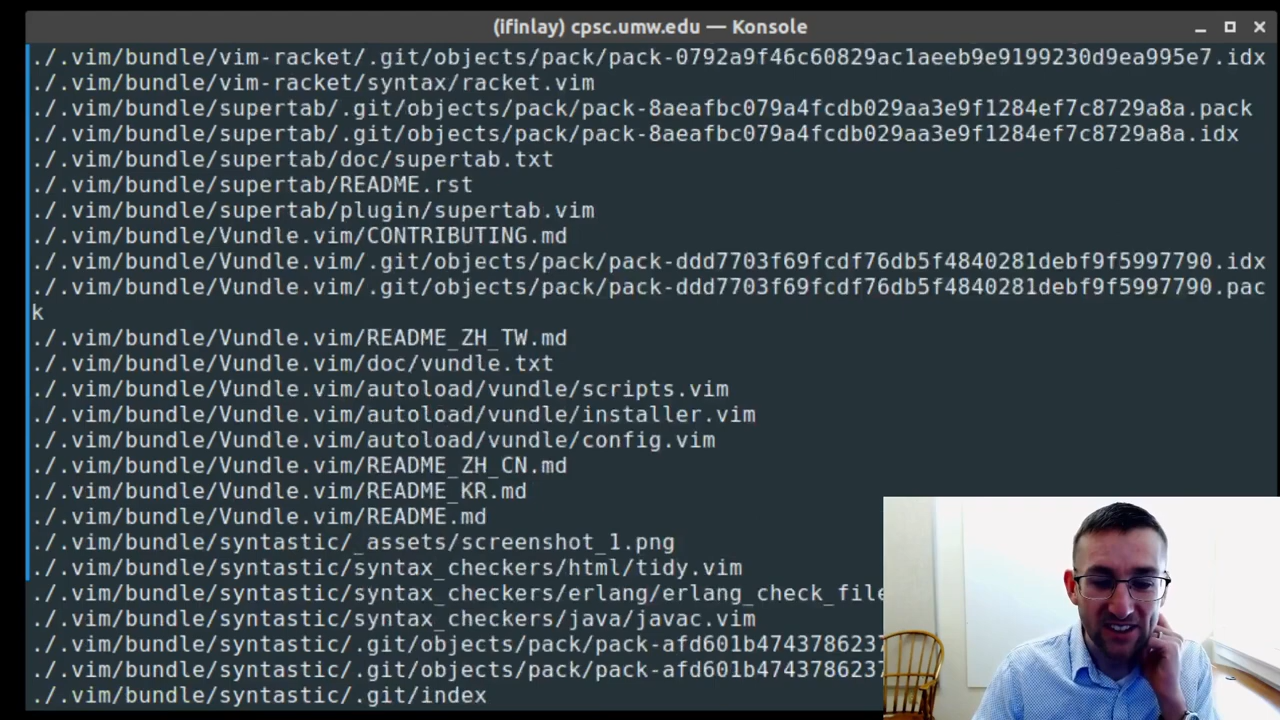 (ifinlay) cpsc.umw.edu — Konsole
././.vim/bundle/vim-racket/.git/objects/pack/pack-0792a9f46c60829ac1aeeb9e9199230d9ea995e7.idx
././.vim/bundle/vim-racket/syntax/racket.vim
././.vim/bundle/supertab/.git/objects/pack/pack-8aeafbc079a4fcdb029aa3e9f1284ef7c8729a8a.pack
././.vim/bundle/supertab/.git/objects/pack/pack-8aeafbc079a4fcdb029aa3e9f1284ef7c8729a8a.idx
././.vim/bundle/supertab/doc/supertab.txt
././.vim/bundle/supertab/README.rst
././.vim/bundle/supertab/plugin/supertab.vim
././.vim/bundle/Vundle.vim/CONTRIBUTING.md
././.vim/bundle/Vundle.vim/.git/objects/pack/pack-ddd7703f69fcdf76db5f4840281debf9f5997790.idx
././.vim/bundle/Vundle.vim/.git/objects/pack/pack-ddd7703f69fcdf76db5f4840281debf9f5997790.pac
k
././.vim/bundle/Vundle.vim/README_ZH_TW.md
././.vim/bundle/Vundle.vim/doc/vundle.txt
././.vim/bundle/Vundle.vim/autoload/vundle/scripts.vim
././.vim/bundle/Vundle.vim/autoload/vundle/installer.vim
././.vim/bundle/Vundle.vim/autoload/vundle/config.vim
././.vim/bundle/Vundle.vim/README_ZH_CN.md
././.vim/bundle/Vundle.vim/README_KR.md
././.vim/bundle/Vundle.vim/README.md
././.vim/bundle/syntastic/_assets/screenshot_1.png
././.vim/bundle/syntastic/syntax_checkers/html/tidy.vim
././.vim/bundle/syntastic/syntax_checkers/erlang/erlang_check_file
././.vim/bundle/syntastic/syntax_checkers/java/javac.vim
././.vim/bundle/syntastic/.git/objects/pack/pack-afd601b4743786237
././.vim/bundle/syntastic/.git/objects/pack/pack-afd601b4743786237
././.vim/bundle/syntastic/.git/index